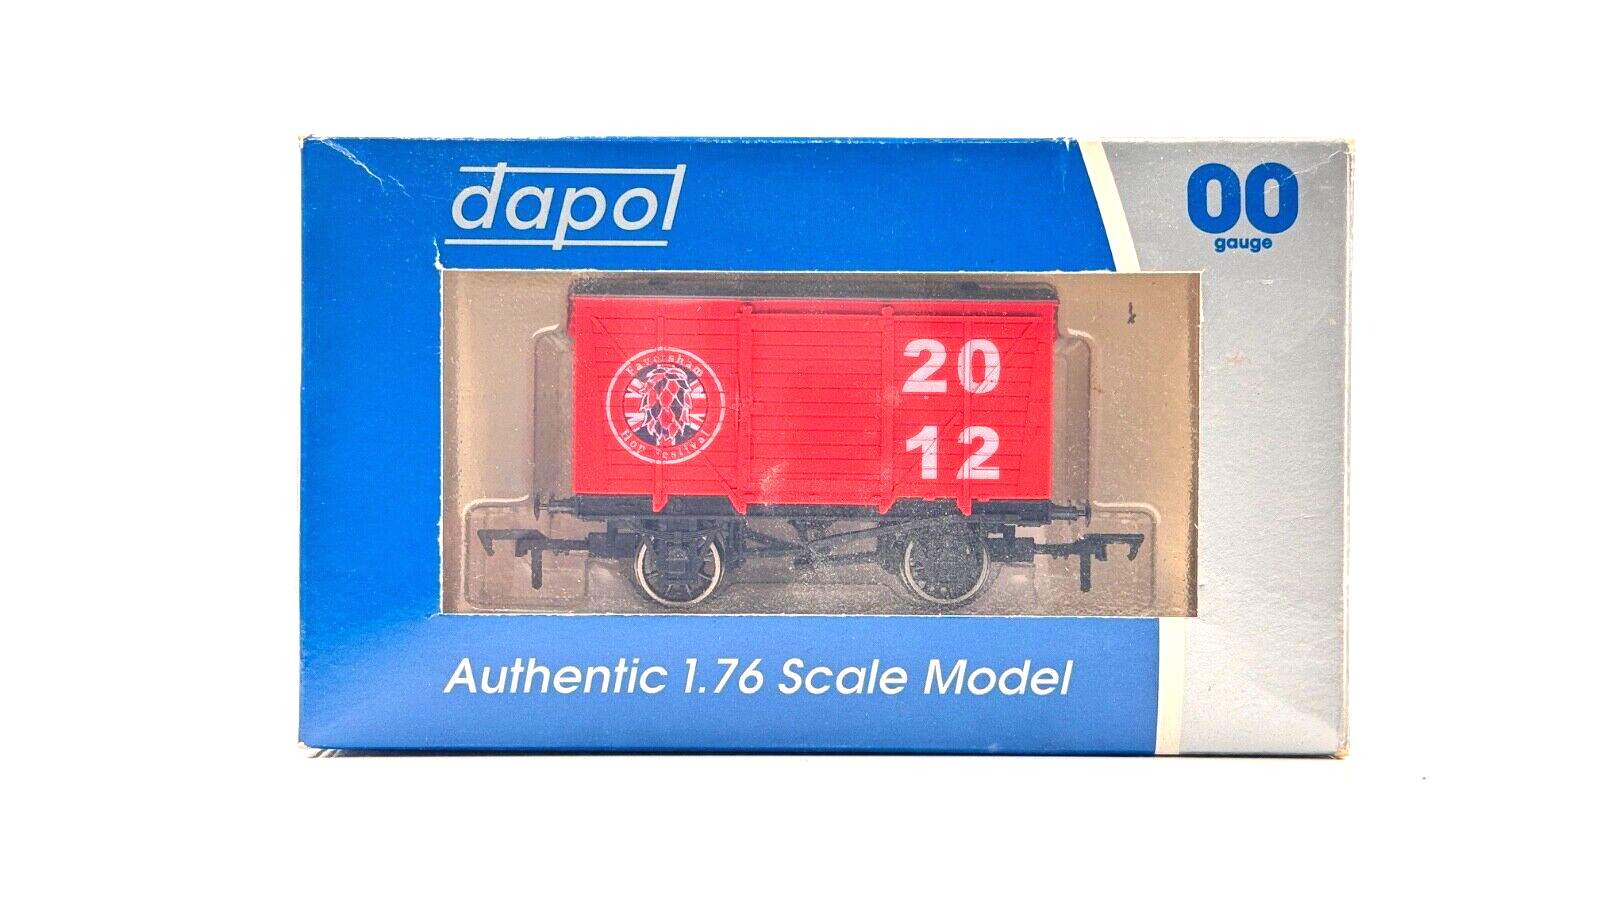 dapol
00
gauge
Faversham
Hop Festival
20
12
Authentic 1.76 Scale Model